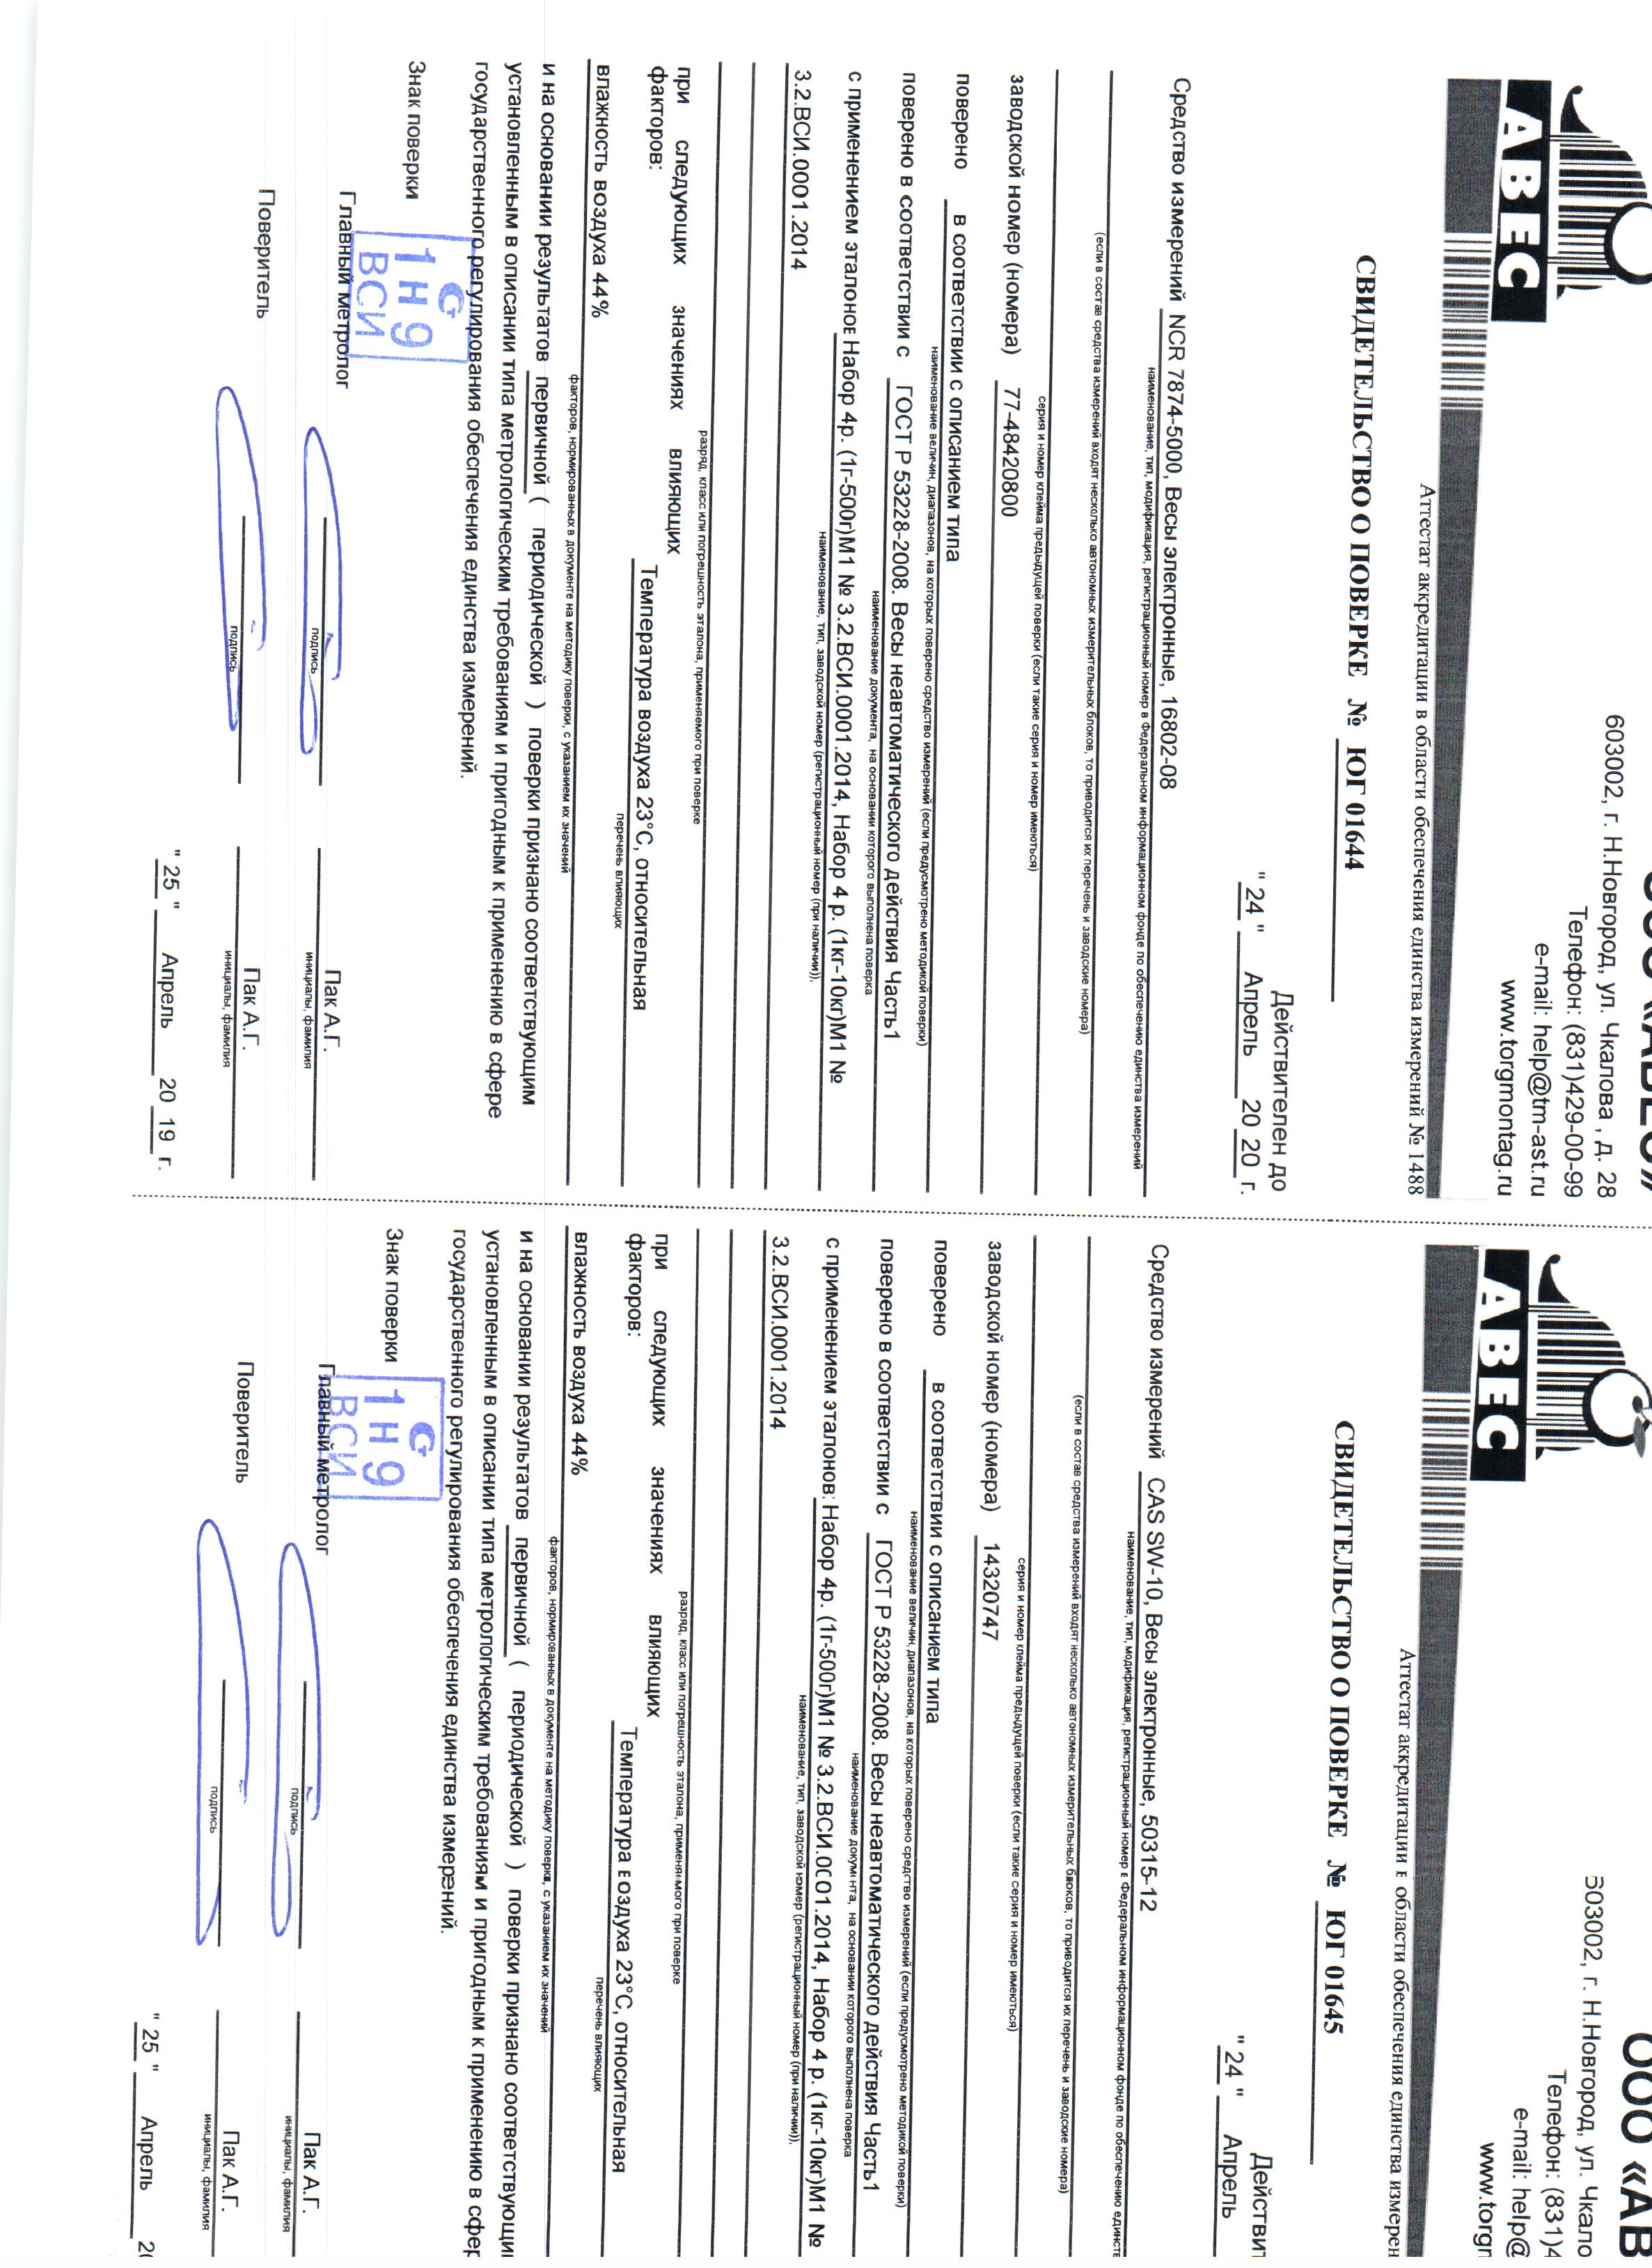 ООО «АВЕС»
603002, г. Н.Новгород, ул. Чкалова , д. 28
Телефон: (831)429-00-99
e-mail: help@tm-ast.ru
www.torgmontag.ru
АВЕС
Аттестат аккредитации в области обеспечения единства измерений № 1488
СВИДЕТЕЛЬСТВО О ПОВЕРКЕ № ЮГ 01644
Действителен до
" 24 " Апрель 20 20 г.
Средство измерений NCR 7874-5000, Весы электронные, 16802-08
наименование, тип, модификация, регистрационный номер в Федеральном информационном фонде по обеспечению единства измерений
(если в состав средства измерений входят несколько автономных измерительных блоков, то приводится их перечень и заводские номера)
серия и номер клейма предыдущей поверки (если такие серия и номер имеються)
заводской номер (номера) 77-48420800
поверено в соответствии с описанием типа
наименование величин, диапазонов, на которых поверено средство измерений (если предусмотрено методикой поверки)
поверено в соответствии с ГОСТ Р 53228-2008. Весы неавтоматического действия Часть1
наименование документа, на основании которого выполнена поверка
с применением эталонов Набор 4р. (1г-500г)М1 № 3.2.ВСИ.0001.2014, Набор 4 р. (1кг-10кг)М1 №
наименование, тип, заводской номер (регистрационный номер (при наличии)),
3.2.ВСИ.0001.2014
разряд, класс или погрешность эталона, применяемого при поверке
при следующих значениях влияющих
факторов:
Температура воздуха 23°С, относительная
перечень влияющих
влажность воздуха 44%
факторов, нормированных в документе на методику поверки, с указанием их значений
и на основании результатов первичной ( периодической ) поверки признано соответствующим
установленным в описании типа метрологическим требованиям и пригодным к применению в сфере
государственного регулирования обеспечения единства измерений.
Знак поверки
1 Н 9
ВСИ
Главный метролог
подпись
Пак А.Г.
инициалы, фамилия
Поверитель
подпись
Пак А.Г.
инициалы, фамилия
" 25 " Апрель 20 19 г.
ООО «АВ
603002, г. Н.Новгород, ул. Чкало
Телефон: (831)4
e-mail: help@
www.torgm
АВЕС
Аттестат аккредитации в области обеспечения единства измерен
СВИДЕТЕЛЬСТВО О ПОВЕРКЕ № ЮГ 01645
Действит
" 24 " Апрель
Средство измерений CAS SW-10, Весы электронные, 50315-12
наименование, тип, модификация, регистрационный номер в Федеральном информационном фонде по обеспечению единств
(если в состав средства измерений входят несколько автономных измерительных блоков, то приводится их перечень и заводские номера)
серия и номер клейма предыдущей поверки (если такие серия и номер имеються)
заводской номер (номера) 14320747
поверено в соответствии с описанием типа
наименование величин, диапазонов, на которых поверено средство измерений (если предусмотрено методикой поверки)
поверено в соответствии с ГОСТ Р 53228-2008. Весы неавтоматического действия Часть1
наименование документа, на основании которого выполнена поверка
с применением эталонов: Набор 4р. (1г-500г)М1 № 3.2.ВСИ.0001.2014, Набор 4 р. (1кг-10кг)М1 №
наименование, тип, заводской номер (регистрационный номер (при наличии)),
3.2.ВСИ.0001.2014
разряд, класс или погрешность эталона, применяемого при поверке
при следующих значениях влияющих
факторов:
Температура воздуха 23°С, относительная
перечень влияющих
влажность воздуха 44%
факторов, нормированных в документе на методику поверки, с указанием их значений
и на основании результатов первичной ( периодической ) поверки признано соответствующи
установленным в описании типа метрологическим требованиям и пригодным к применению в сфер
государственного регулирования обеспечения единства измерений.
Знак поверки
1 Н 9
ВСИ
Главный метролог
подпись
Пак А.Г.
инициалы, фамилия
Поверитель
подпись
Пак А.Г.
инициалы, фамилия
" 25 " Апрель 20